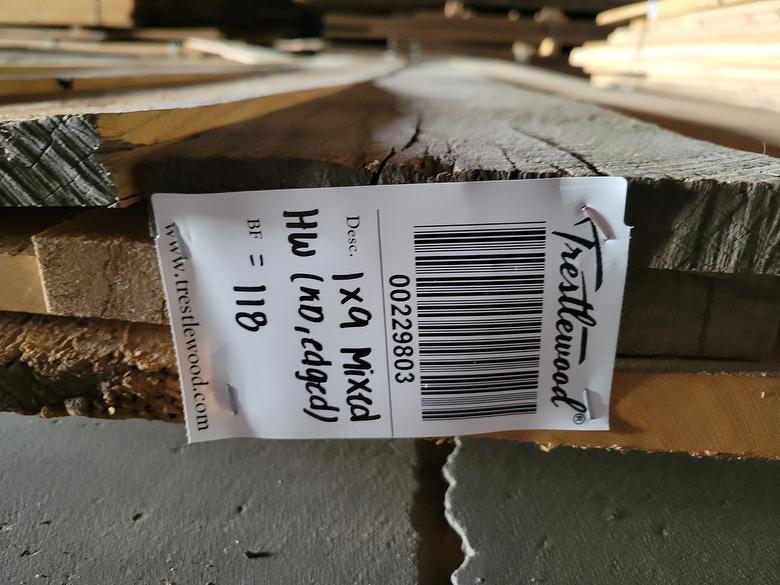 Trestlewood®
00229803
Desc. 1x9 Mixed
HW (ND, edged)
BF = 118
www.trestlewood.com